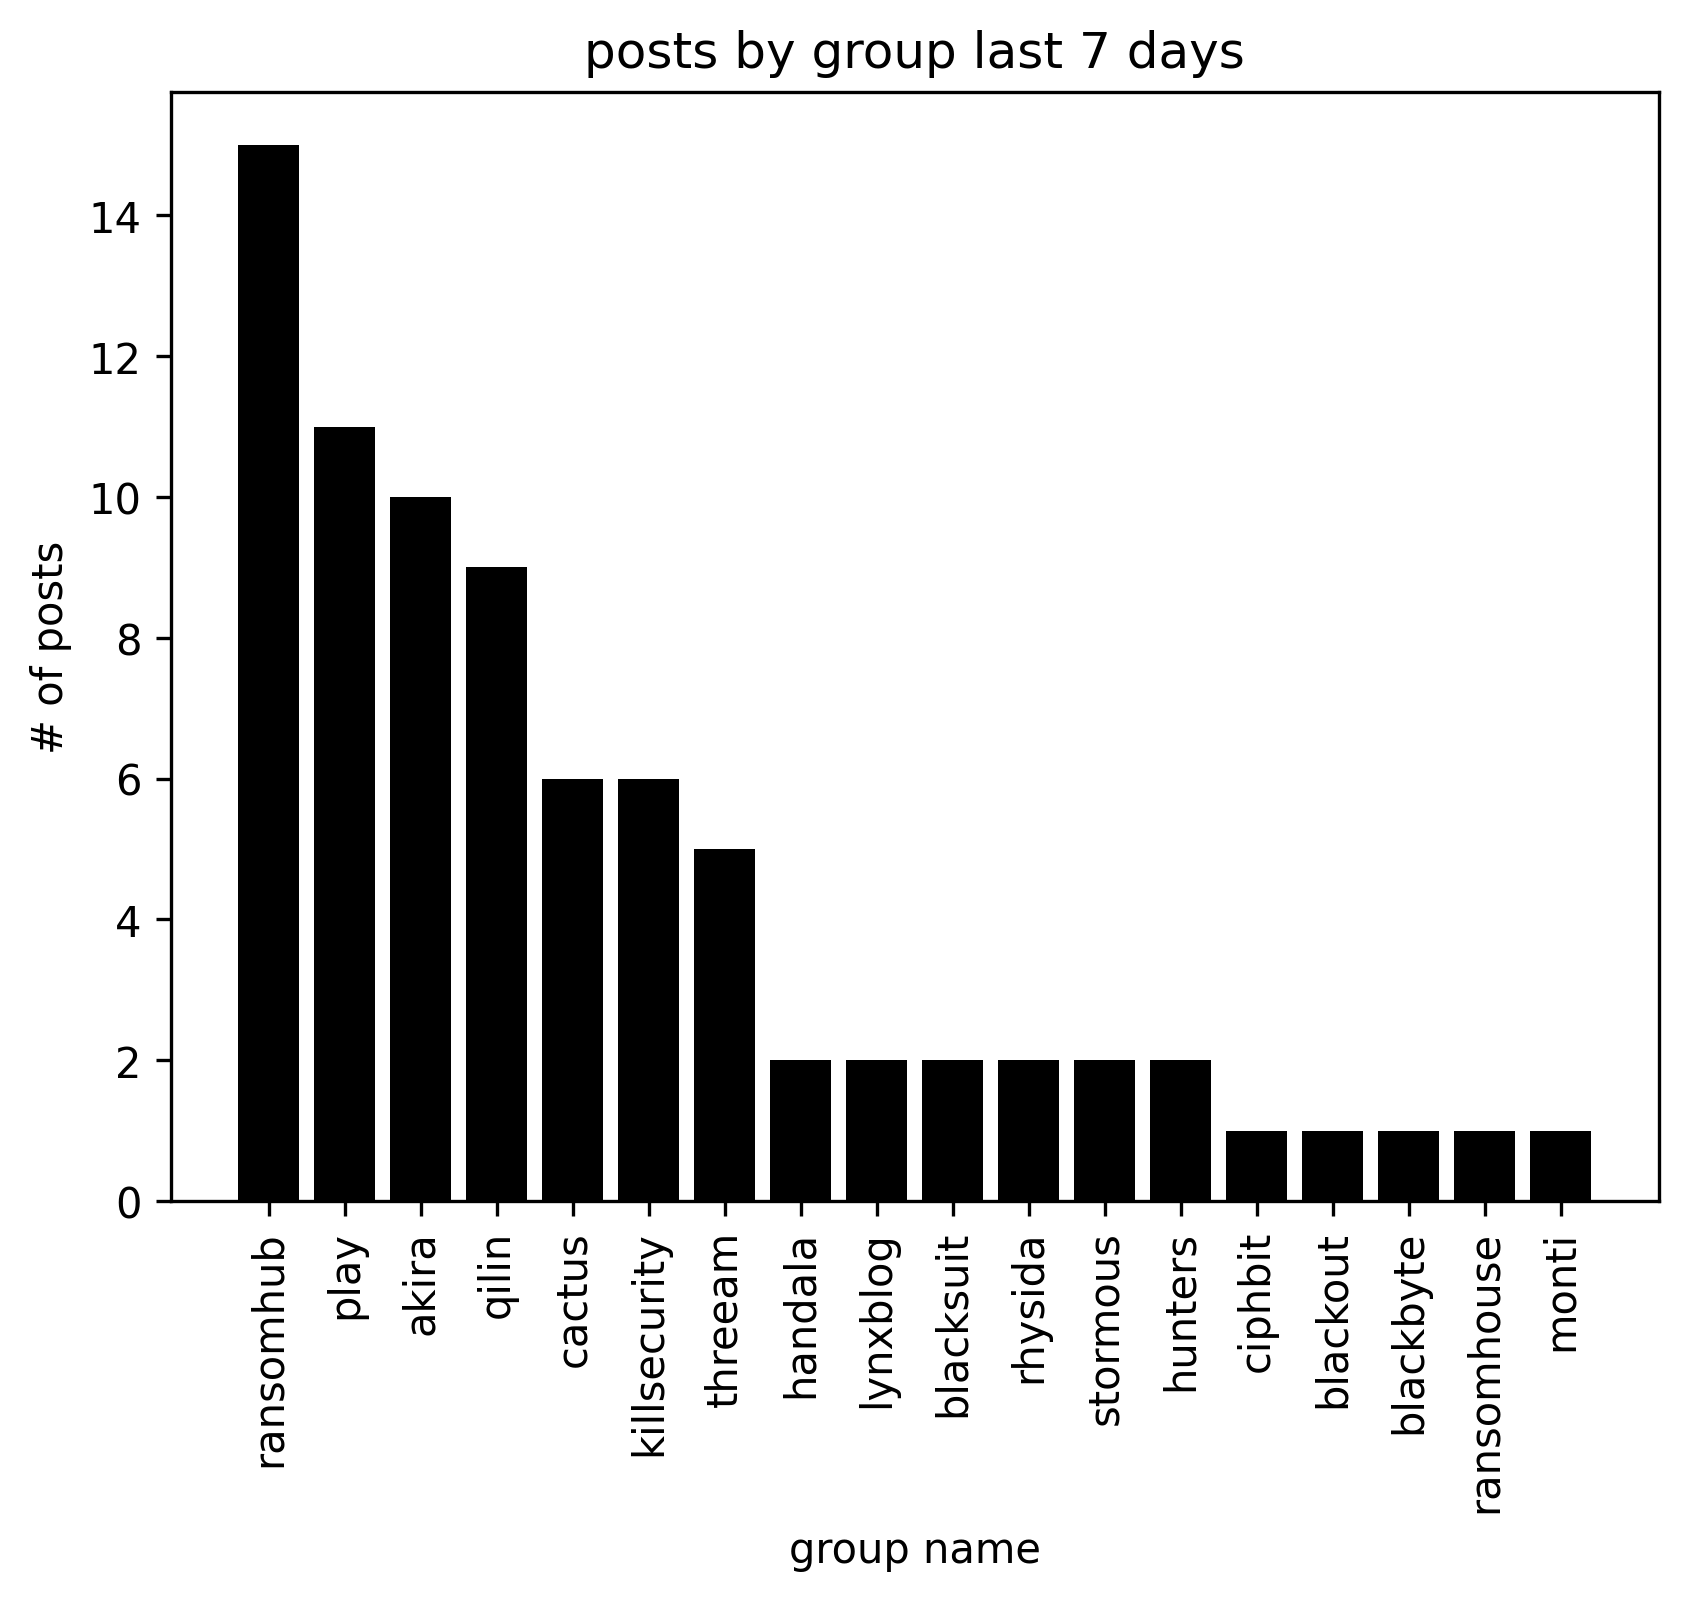 posts by group last 7 days
14
12
10
8
6
4
2
0
# of posts
ransomhub
play
akira
qilin
cactus
killsecurity
threeam
handala
lynxblog
blacksuit
rhysida
stormous
hunters
ciphbit
blackout
blackbyte
ransomhouse
monti
group name